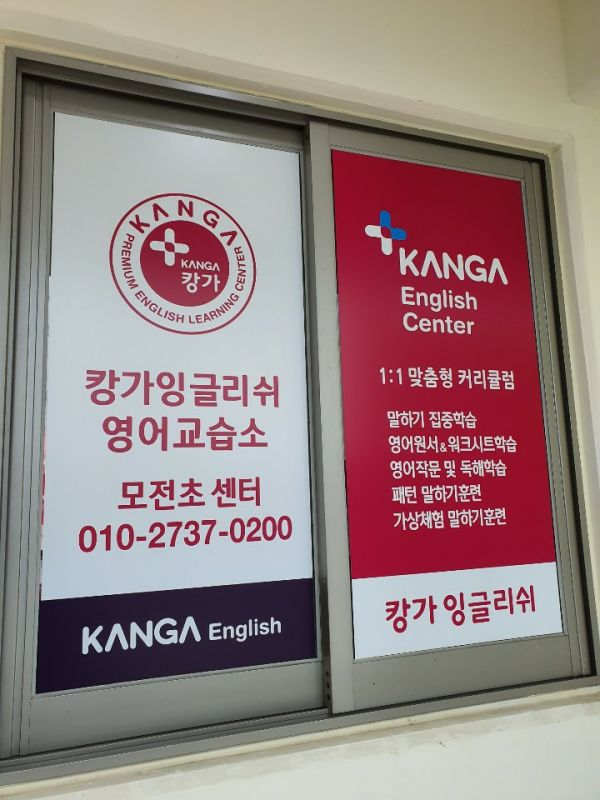 KANGA
KANGA
캉가
PREMIUM ENGLISH LEARNING CENTER
캉가잉글리쉬
영어교습소
모전초 센터
010-2737-0200
KANGA English
KANGA
English
Center
1:1 맞춤형 커리큘럼
말하기 집중학습
영어원서&워크시트학습
영어작문 및 독해학습
패턴 말하기훈련
가상체험 말하기훈련
캉가 잉글리쉬